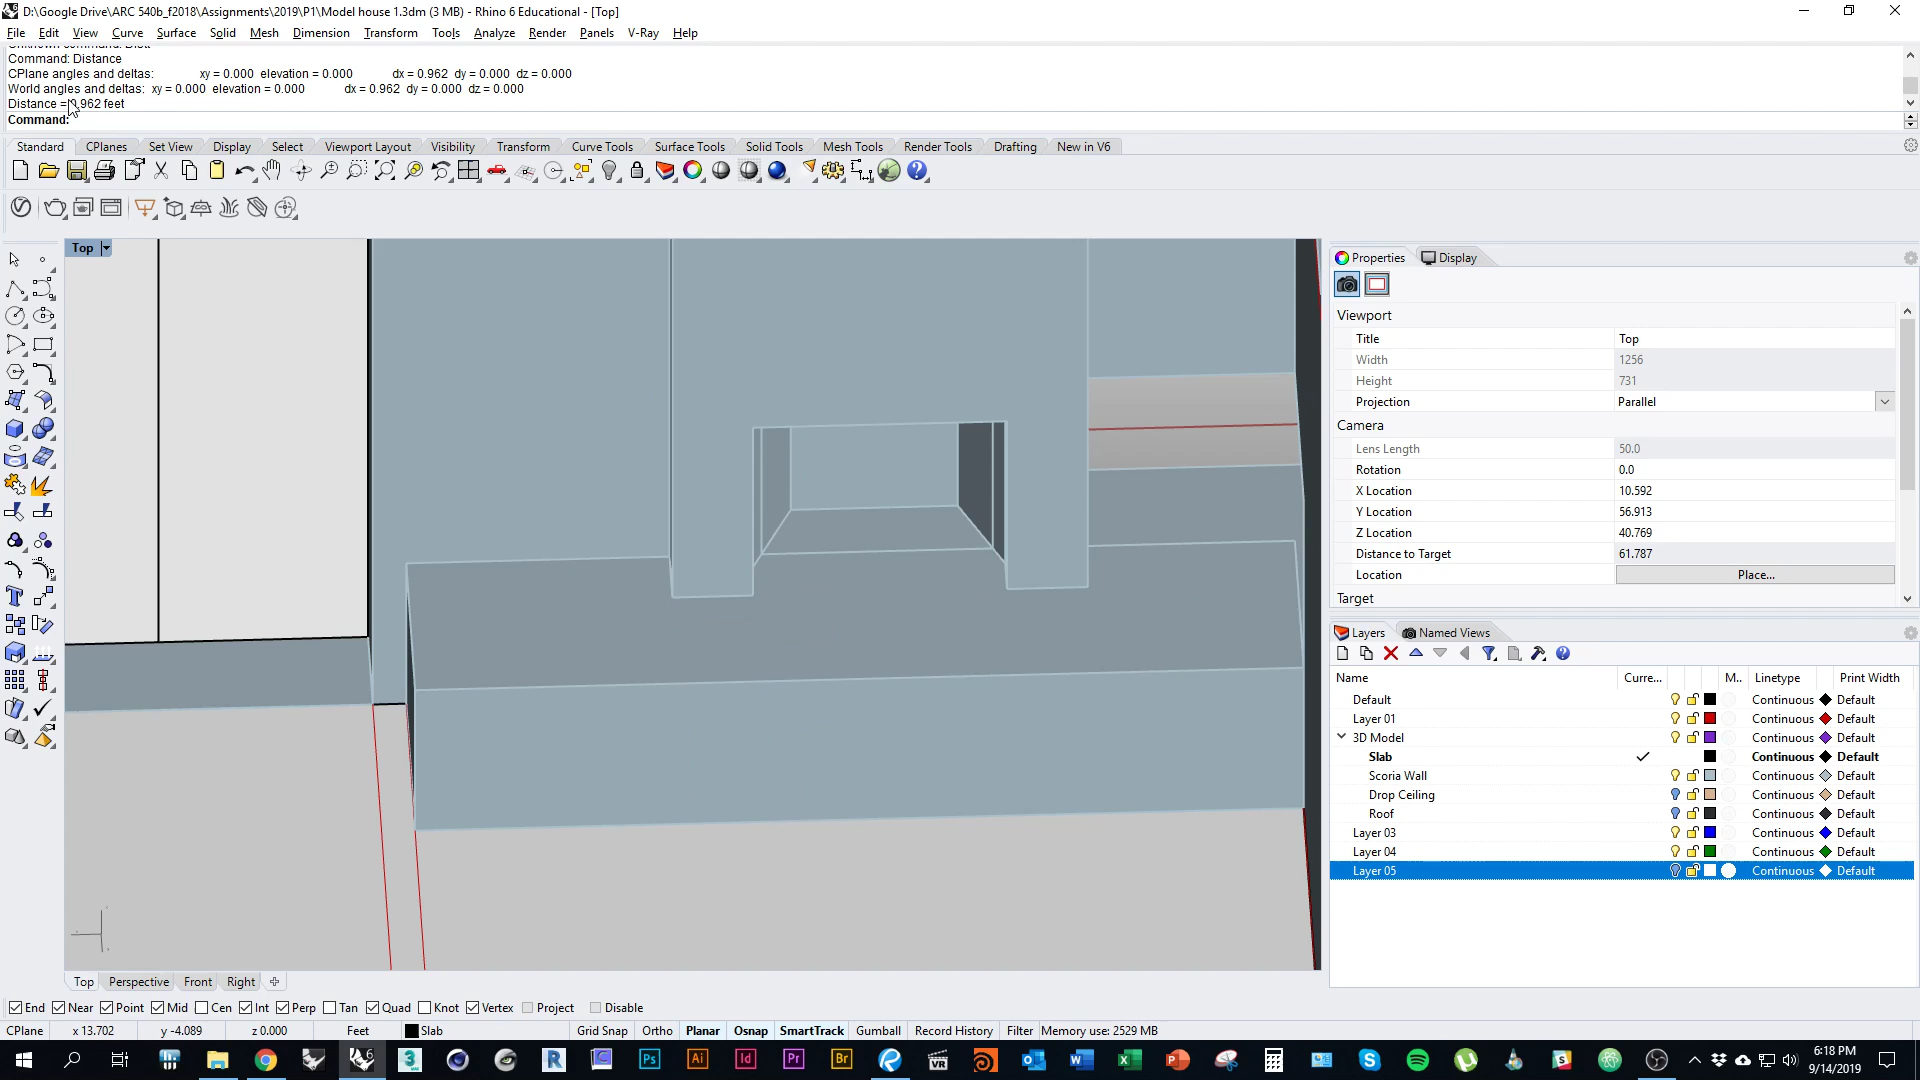 D:\Google Drive\ARC 540b_f2018\Assignments\2019\P1\Model house 1.3dm (3 MB) - Rhino 6 Educational - [Top]
File Edit View Curve Surface Solid Mesh Dimension Transform Tools Analyze Render Panels V-Ray Help
Command: Distance
CPlane angles and deltas: xy = 0.000 elevation = 0.000 dx = 0.962 dy = 0.000 dz = 0.000
World angles and deltas: xy = 0.000 elevation = 0.000 dx = 0.962 dy = 0.000 dz = 0.000
Distance = 0.962 feet
Command:
Standard CPlanes Set View Display Select Viewport Layout Visibility Transform Curve Tools Surface Tools Solid Tools Mesh Tools Render Tools Drafting New in V6
Top
Properties Display
Viewport
Title Top
Width 1256
Height 731
Projection Parallel
Camera
Lens Length 50.0
Rotation 0.0
X Location 10.592
Y Location 56.913
Z Location 40.769
Distance to Target 61.787
Location Place...
Target
Layers Named Views
Name Curre... M.. Linetype Print Width
Default Continuous Default
Layer 01 Continuous Default
3D Model Continuous Default
Slab Continuous Default
Scoria Wall Continuous Default
Drop Ceiling Continuous Default
Roof Continuous Default
Layer 03 Continuous Default
Layer 04 Continuous Default
Layer 05 Continuous Default
Top Perspective Front Right
End Near Point Mid Cen Int Perp Tan Quad Knot Vertex Project Disable
CPlane x 13.702 y -4.089 z 0.000 Feet Slab Grid Snap Ortho Planar Osnap SmartTrack Gumball Record History Filter Memory use: 2529 MB
6:18 PM
9/14/2019